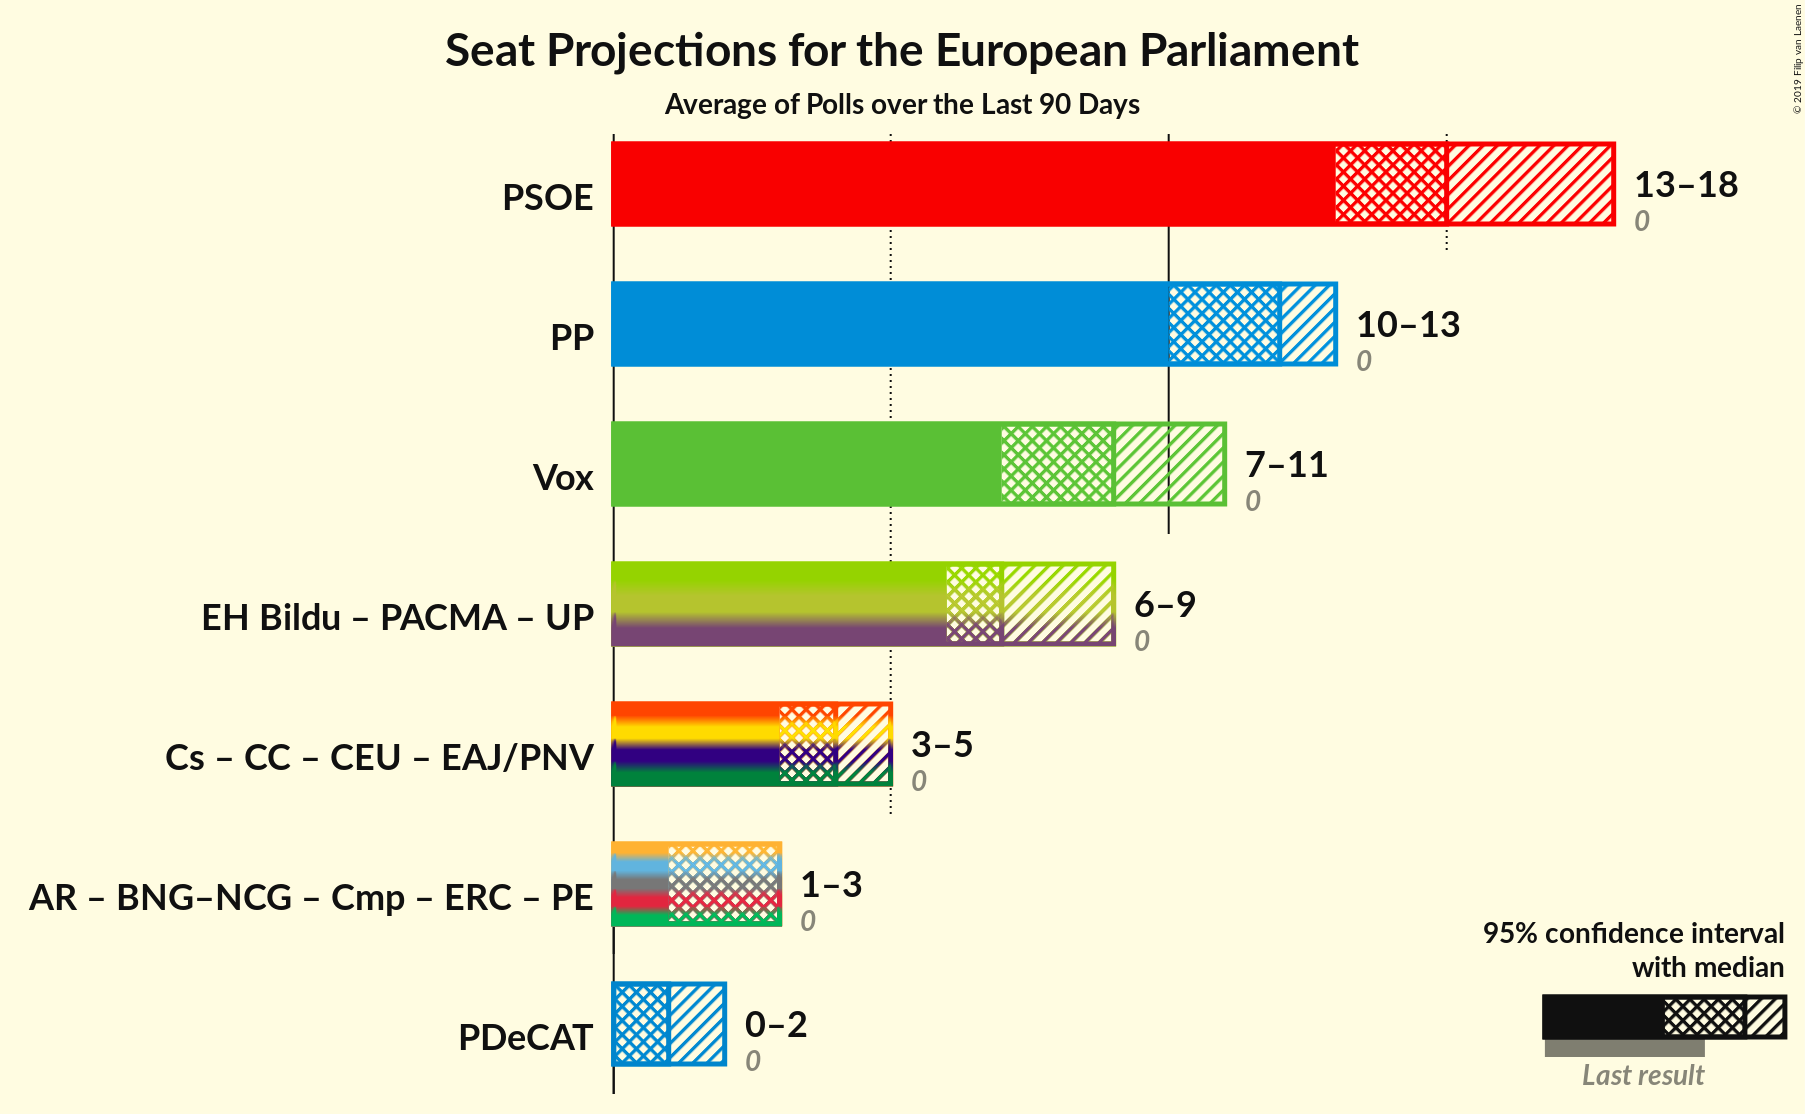 Seat Projections for the European Parliament
Average of Polls over the Last 90 Days
© 2019 Filip van Laenen
PSOE
13–18
0
PP
10–13
0
Vox
7–11
0
EH Bildu – PACMA – UP
6–9
0
Cs – CC – CEU – EAJ/PNV
3–5
0
AR – BNG–NCG – Cmp – ERC – PE
1–3
0
PDeCAT
0–2
0
95% confidence interval
with median
Last result